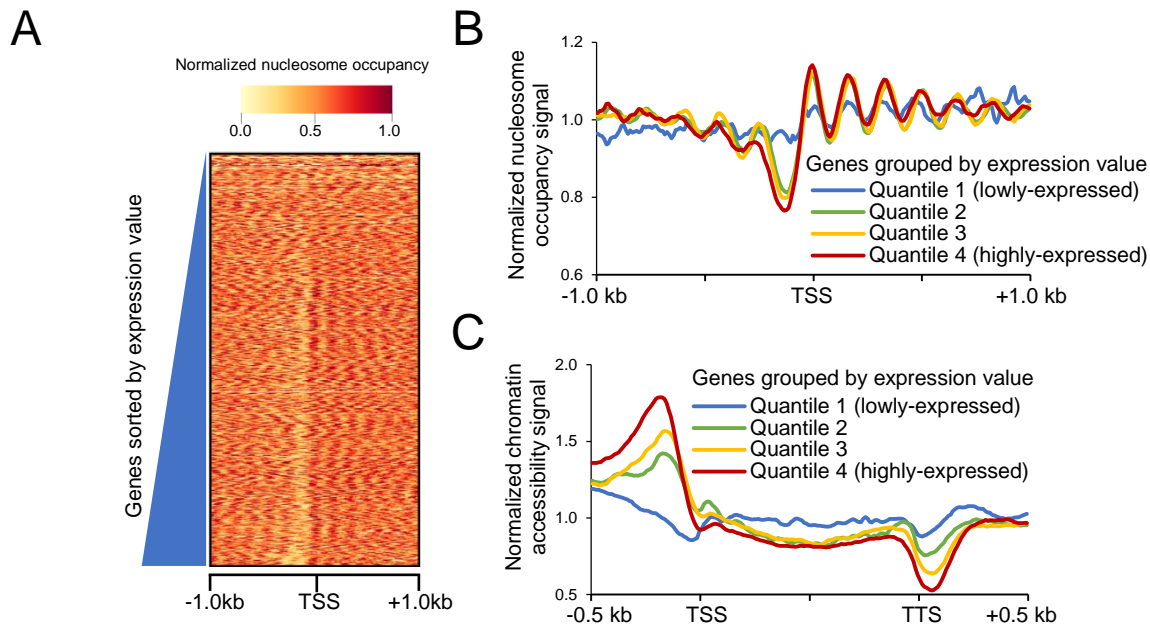 A
Normalized nucleosome occupancy
0.0
0.5
1.0
Genes sorted by expression value
-1.0kb
TSS
+1.0kb
B
Normalized nucleosome
occupancy signal
1.2
1.0
0.8
0.6
Genes grouped by expression value
Quantile 1 (lowly-expressed)
Quantile 2
Quantile 3
Quantile 4 (highly-expressed)
-1.0 kb
TSS
+1.0 kb
C
Normalized chromatin
accessibility signal
2.0
1.5
1.0
0.5
Genes grouped by expression value
Quantile 1 (lowly-expressed)
Quantile 2
Quantile 3
Quantile 4 (highly-expressed)
-0.5 kb
TSS
TTS
+0.5 kb